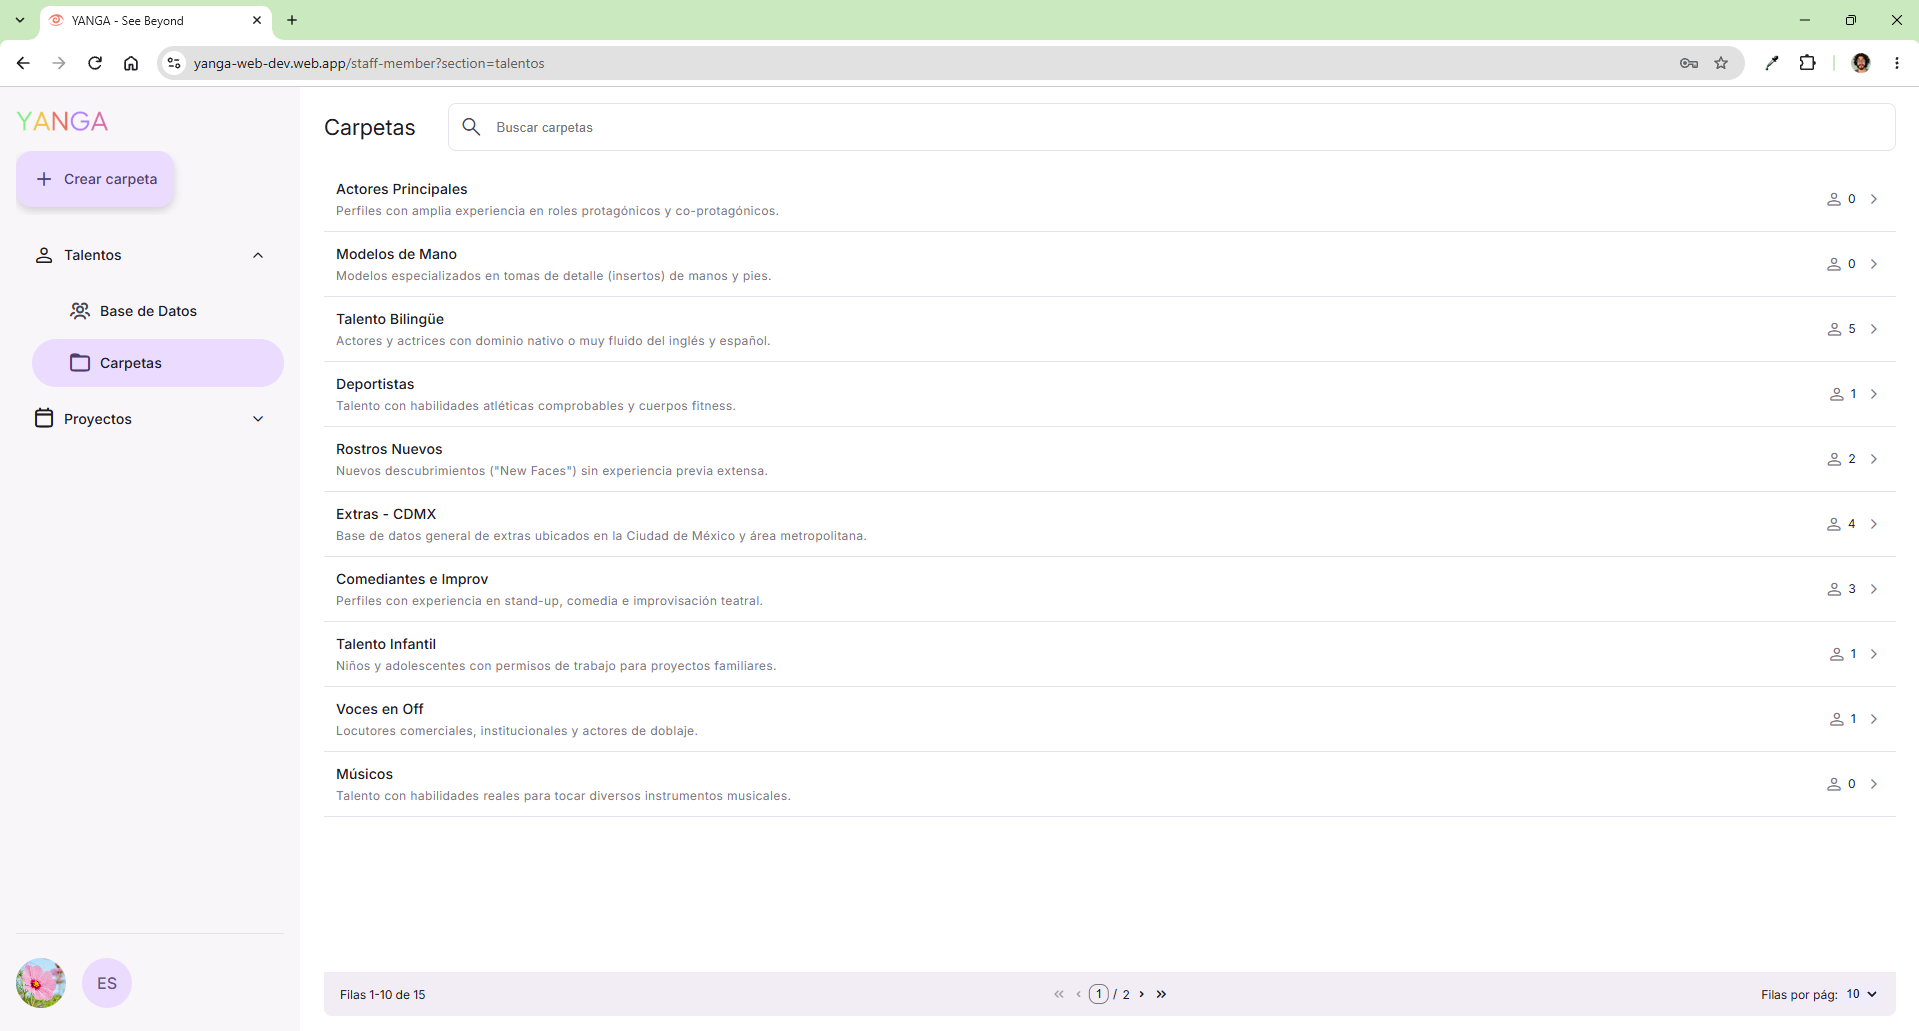 YANGA - See Beyond
yanga-web-dev.web.app/staff-member?section=talentos
YANGA
Crear carpeta
Talentos
Base de Datos
Carpetas
Proyectos
ES
Carpetas
Buscar carpetas
Actores Principales
Perfiles con amplia experiencia en roles protagónicos y co-protagónicos.
0
Modelos de Mano
Modelos especializados en tomas de detalle (insertos) de manos y pies.
0
Talento Bilingüe
Actores y actrices con dominio nativo o muy fluido del inglés y español.
5
Deportistas
Talento con habilidades atléticas comprobables y cuerpos fitness.
1
Rostros Nuevos
Nuevos descubrimientos ("New Faces") sin experiencia previa extensa.
2
Extras - CDMX
Base de datos general de extras ubicados en la Ciudad de México y área metropolitana.
4
Comediantes e Improv
Perfiles con experiencia en stand-up, comedia e improvisación teatral.
3
Talento Infantil
Niños y adolescentes con permisos de trabajo para proyectos familiares.
1
Voces en Off
Locutores comerciales, institucionales y actores de doblaje.
1
Músicos
Talento con habilidades reales para tocar diversos instrumentos musicales.
0
Filas 1-10 de 15
« ‹ 1 / 2 › »
Filas por pág: 10